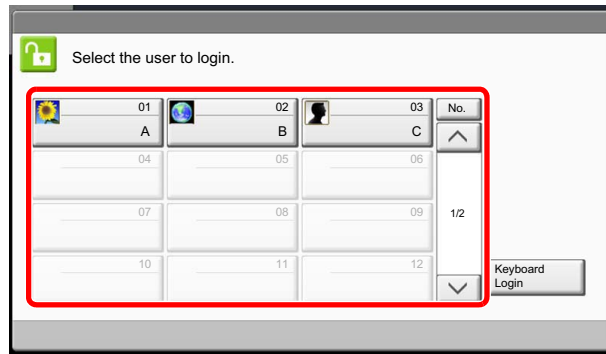 Select the user to login.
01 02 03 No.
A B C
04 05 06
07 08 09 1/2
10 11 12
Keyboard
Login